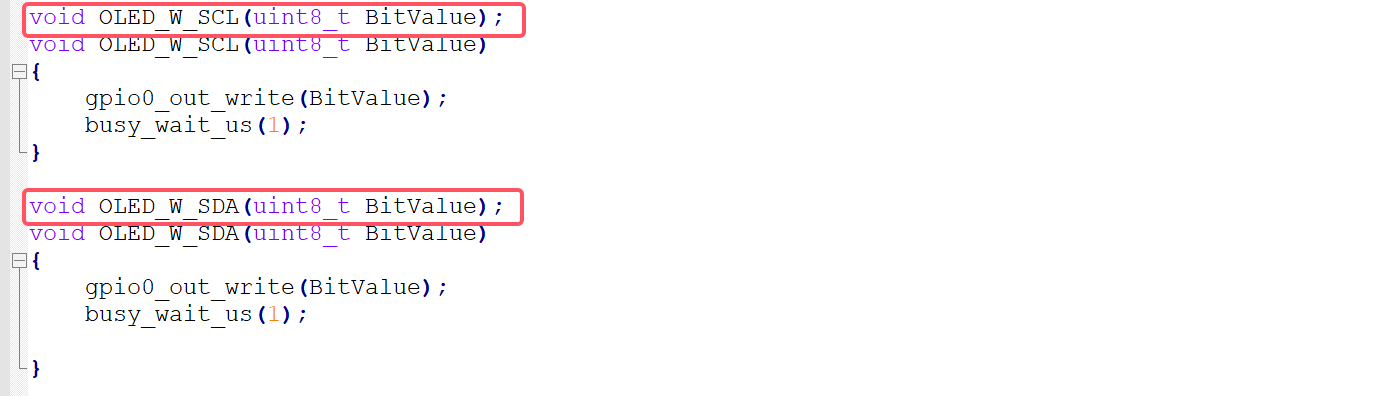 void OLED_W_SCL(uint8_t BitValue);
void OLED_W_SCL(uint8_t BitValue)
{
    gpio0_out_write(BitValue);
    busy_wait_us(1);
}
void OLED_W_SDA(uint8_t BitValue);
void OLED_W_SDA(uint8_t BitValue)
{
    gpio0_out_write(BitValue);
    busy_wait_us(1);
}